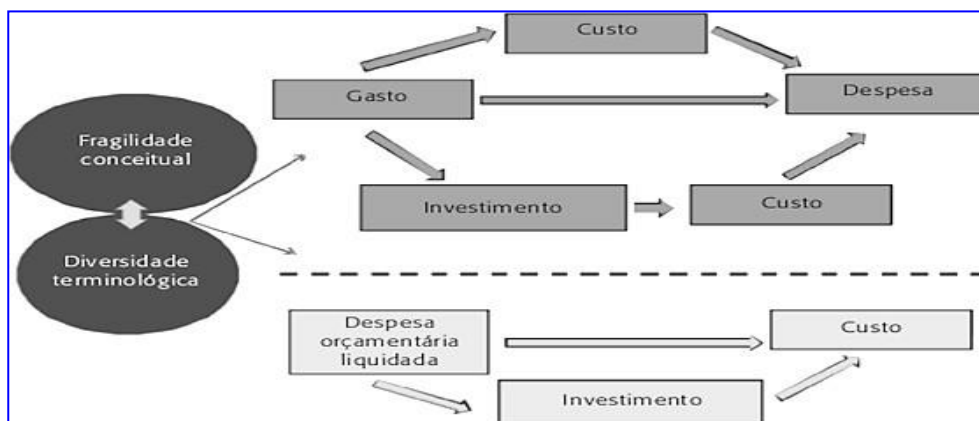 Custo
Gasto
Despesa
Fragilidade
conceitual
Investimento
Custo
Diversidade
terminológica
Despesa
orçamentária
liquidada
Custo
Investimento